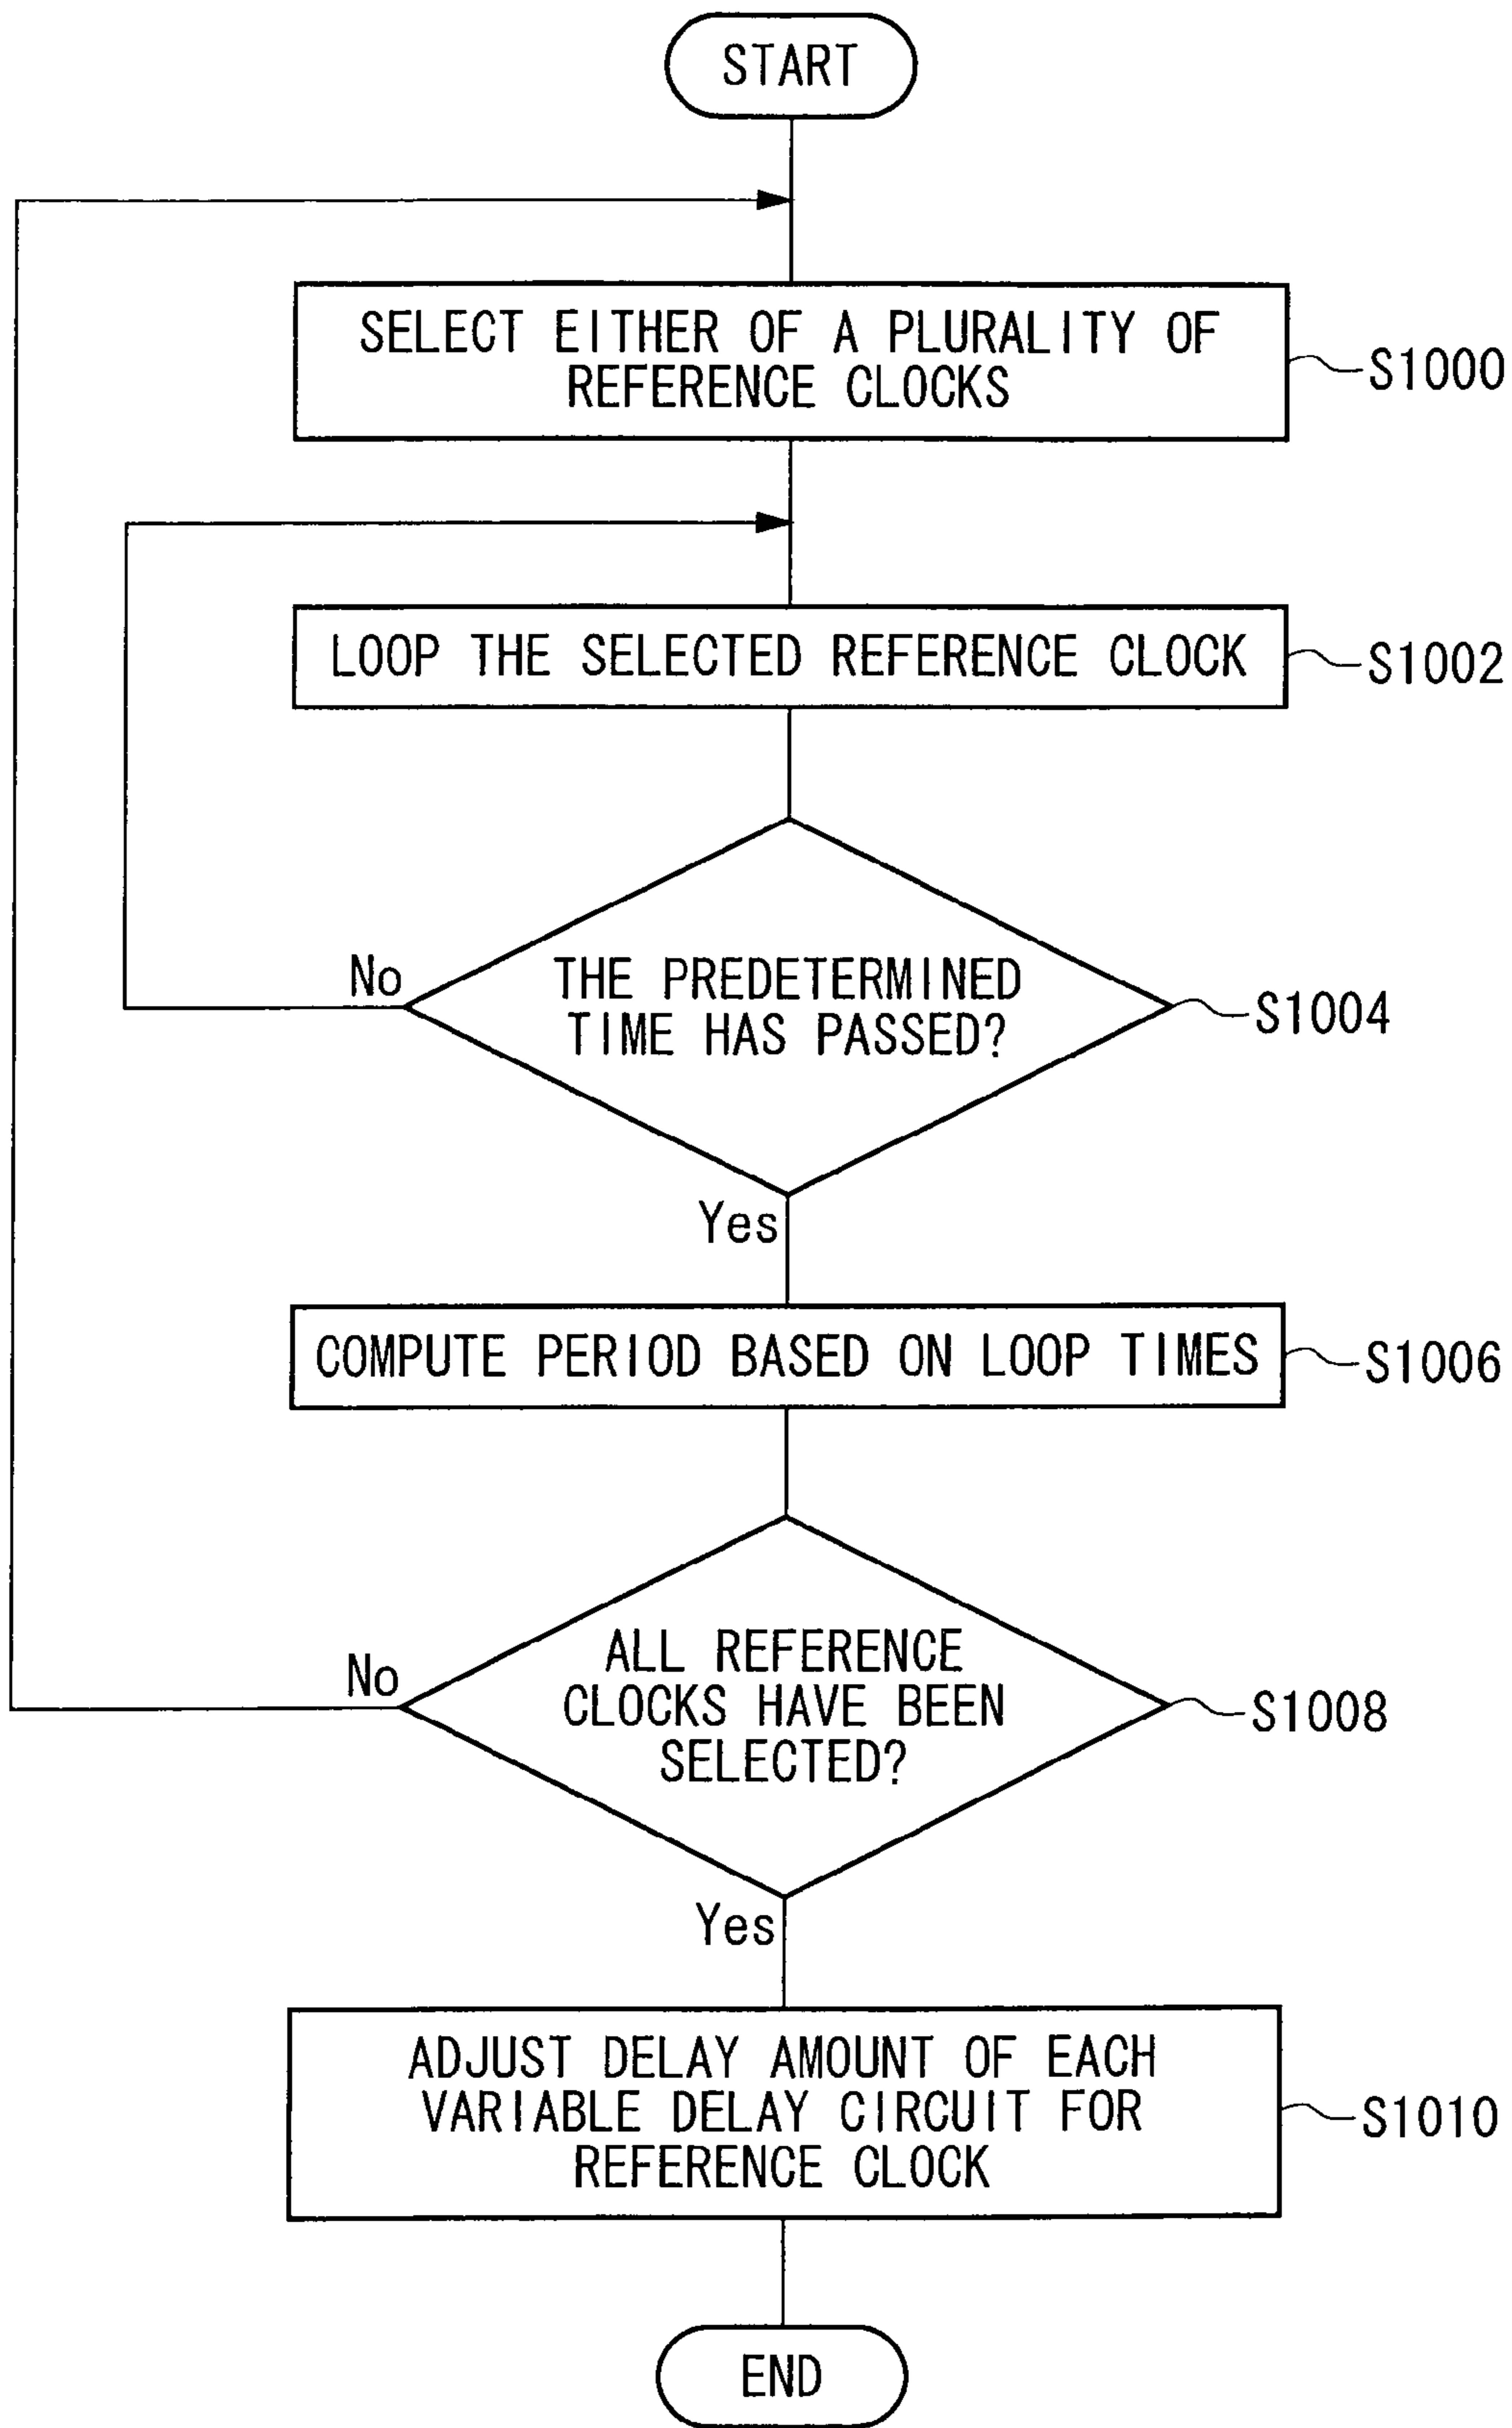 START
SELECT EITHER OF A PLURALITY OF
REFERENCE CLOCKS
S1000
LOOP THE SELECTED REFERENCE CLOCK
S1002
No
THE PREDETERMINED
TIME HAS PASSED?
S1004
Yes
COMPUTE PERIOD BASED ON LOOP TIMES
S1006
No
ALL REFERENCE
CLOCKS HAVE BEEN
SELECTED?
S1008
Yes
ADJUST DELAY AMOUNT OF EACH
VARIABLE DELAY CIRCUIT FOR
REFERENCE CLOCK
S1010
END